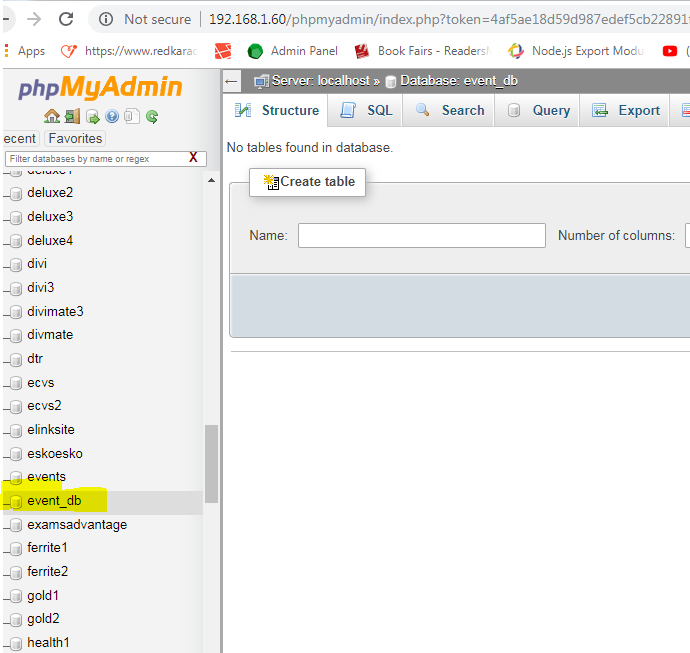 Not secure | 192.168.1.60/phpmyadmin/index.php?token=4af5ae18d59d987edef5cb22891
Apps https://www.redkarac Admin Panel Book Fairs - Readers Node.js Export Modu
phpMyAdmin
ecent Favorites
Filter databases by name or regex X
deluxe1
deluxe2
deluxe3
deluxe4
divi
divi3
divimate3
divmate
dtr
ecvs
ecvs2
elinksite
eskoesko
events
event_db
examsadvantage
ferrite1
ferrite2
gold1
gold2
health1
← Server: localhost » Database: event_db
Structure SQL Search Query Export
No tables found in database.
Create table
Name: Number of columns: